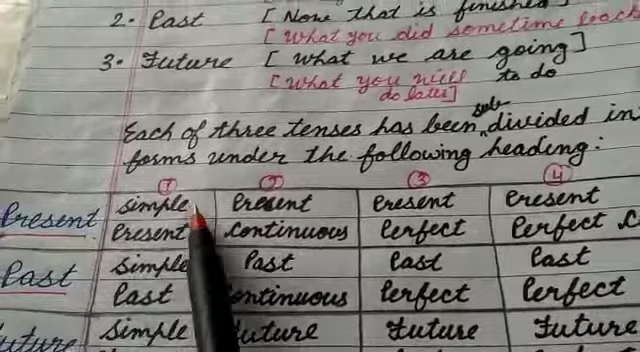 2. Past [None that is finished
[What you did sometime back
3. Future [What we are going]
[What you will to do
do later]
Each of three tenses has been sub divided in
forms under the following heading:
1 2 3 4
Present simple Present Present Present
Present Continuous Perfect Perfect C
Past simple Past Past Past
Past Continuous Perfect Perfect
uture simple uture Future Future